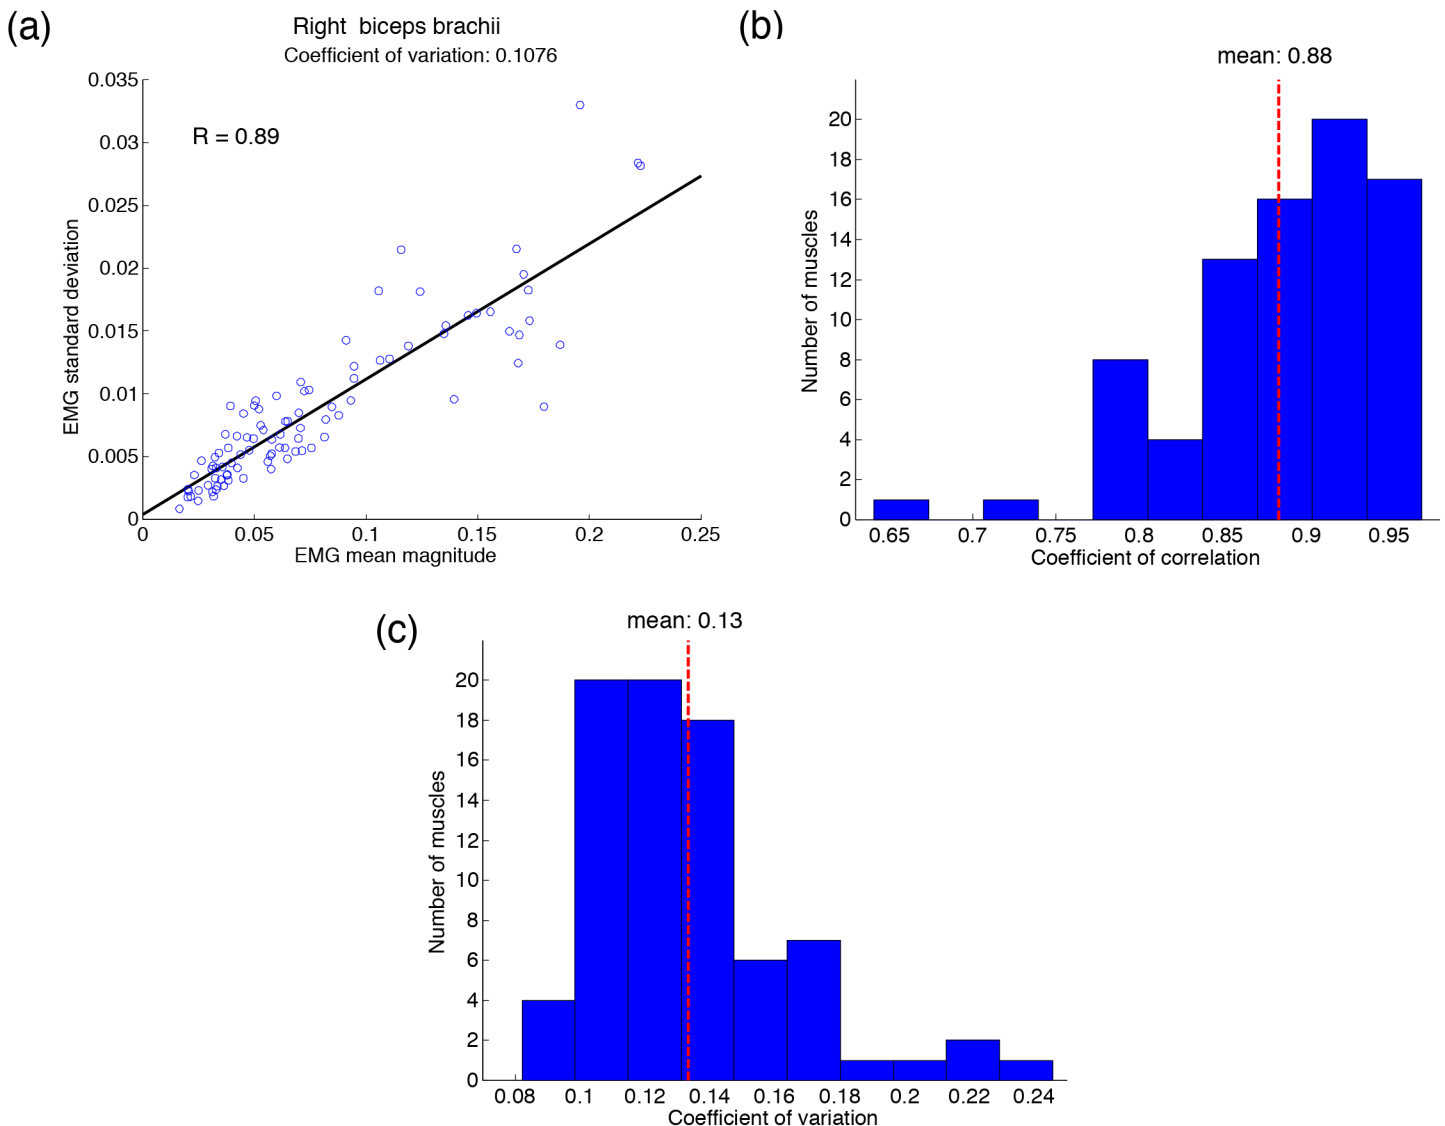 (a)
Right biceps brachii
Coefficient of variation: 0.1076
R = 0.89
EMG standard deviation
0.035
0.03
0.025
0.02
0.015
0.01
0.005
0
0 0.05 0.1 0.15 0.2 0.25
EMG mean magnitude
(b)
mean: 0.88
Number of muscles
20
18
16
14
12
10
8
6
4
2
0
0.65 0.7 0.75 0.8 0.85 0.9 0.95
Coefficient of correlation
(c)
mean: 0.13
Number of muscles
20
18
16
14
12
10
8
6
4
2
0
0.08 0.1 0.12 0.14 0.16 0.18 0.2 0.22 0.24
Coefficient of variation